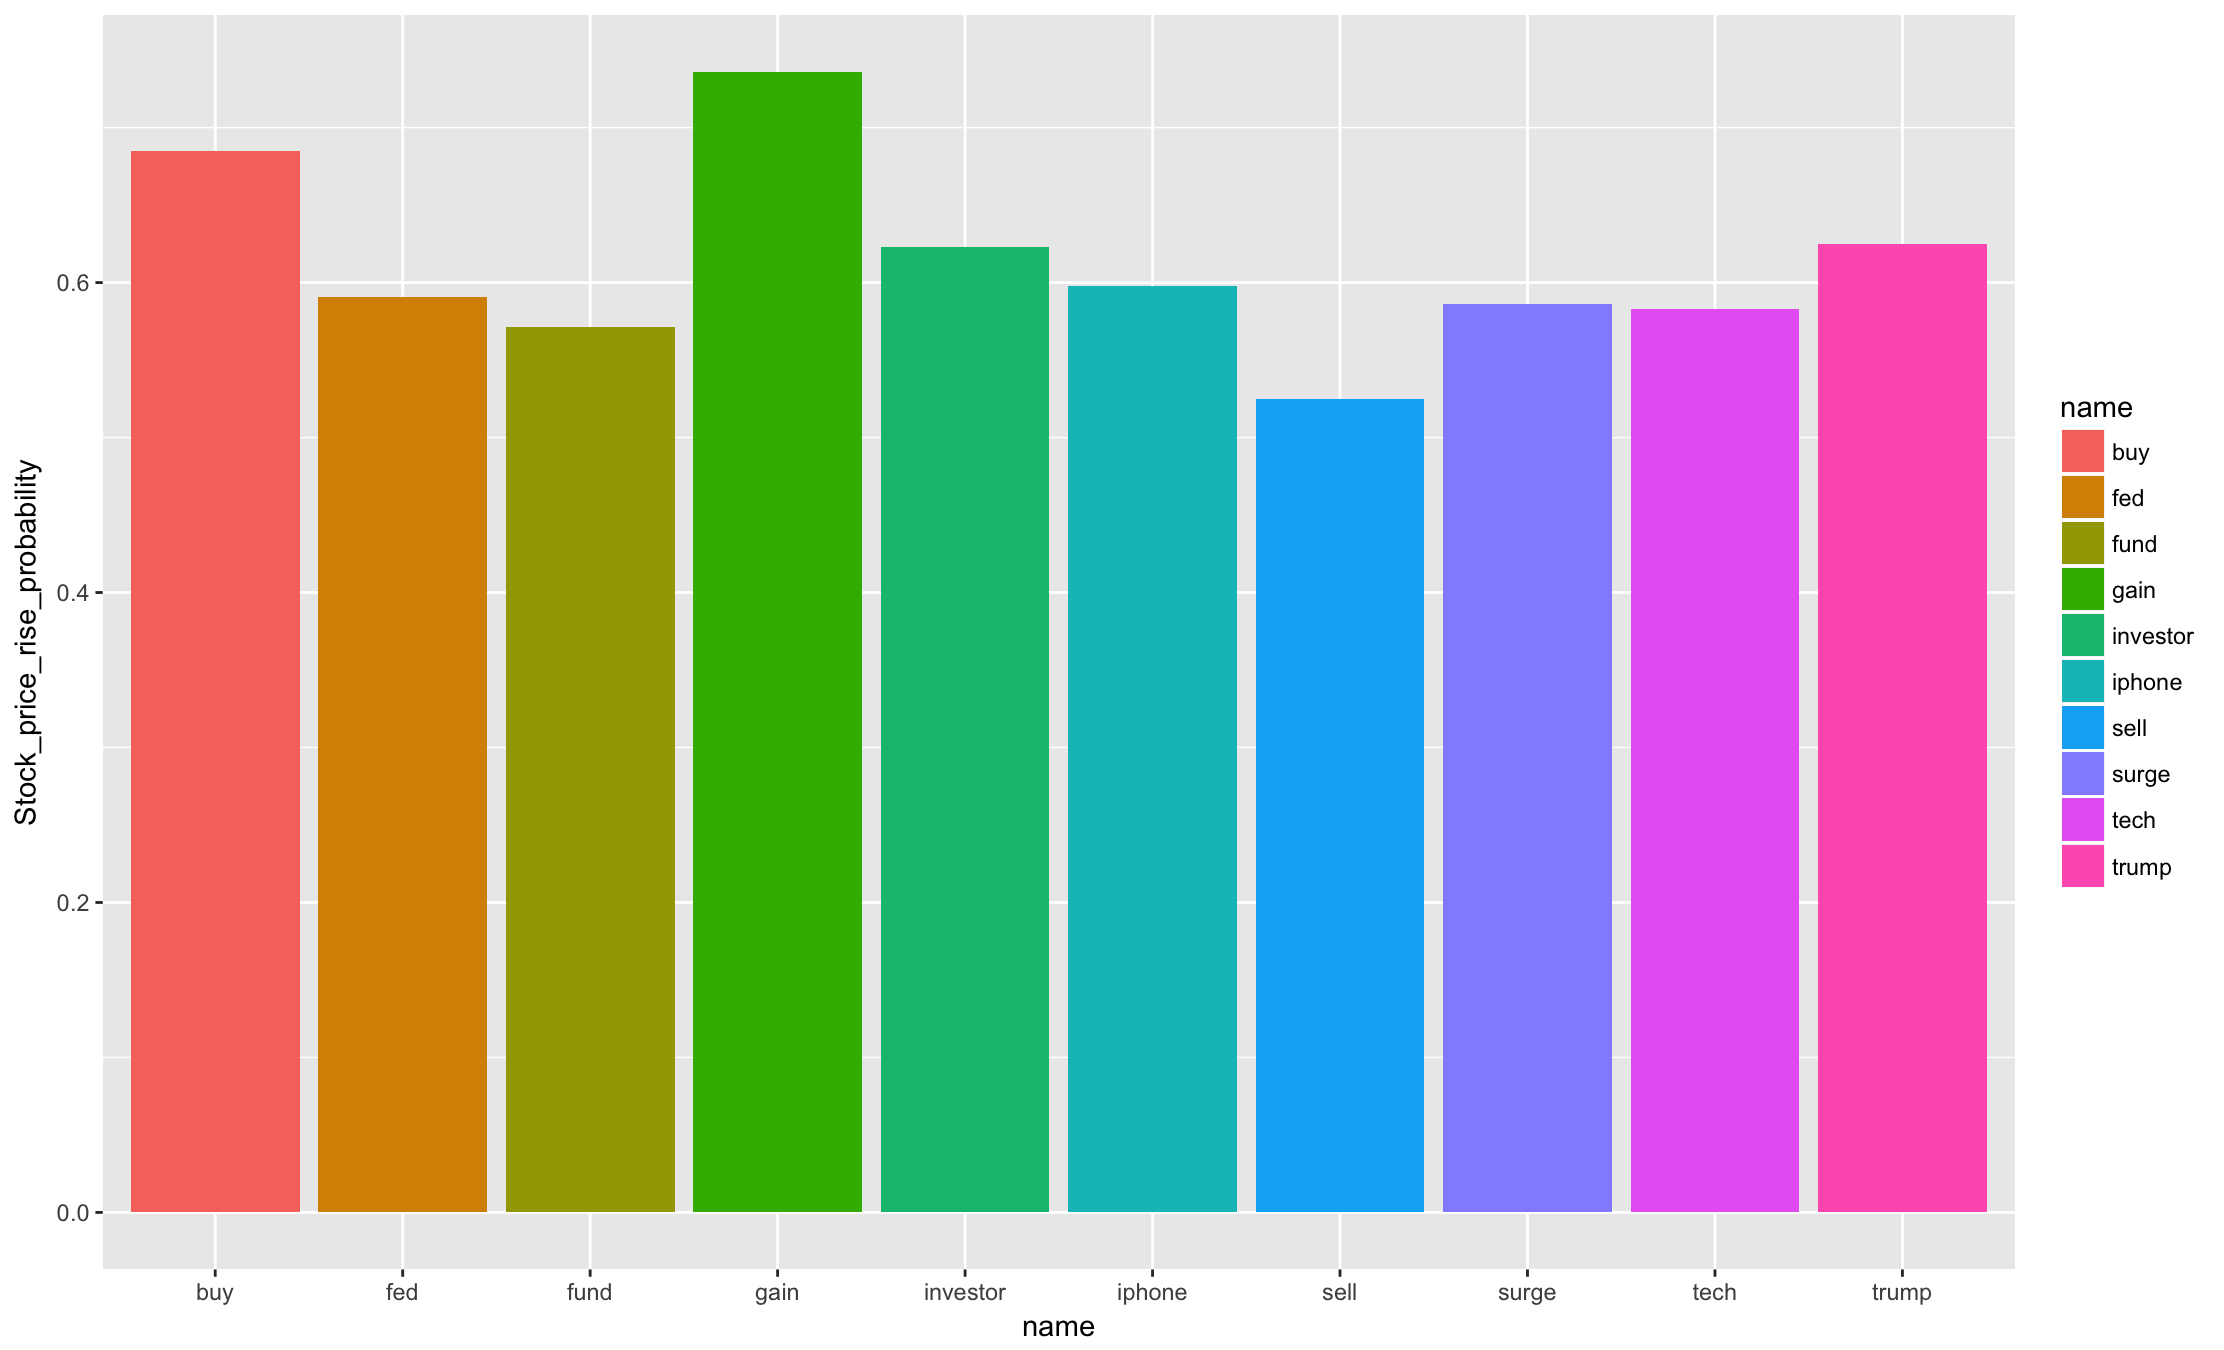 Stock_price_rise_probability
0.6
0.4
0.2
0.0
buy fed fund gain investor iphone sell surge tech trump
name
name
buy
fed
fund
gain
investor
iphone
sell
surge
tech
trump